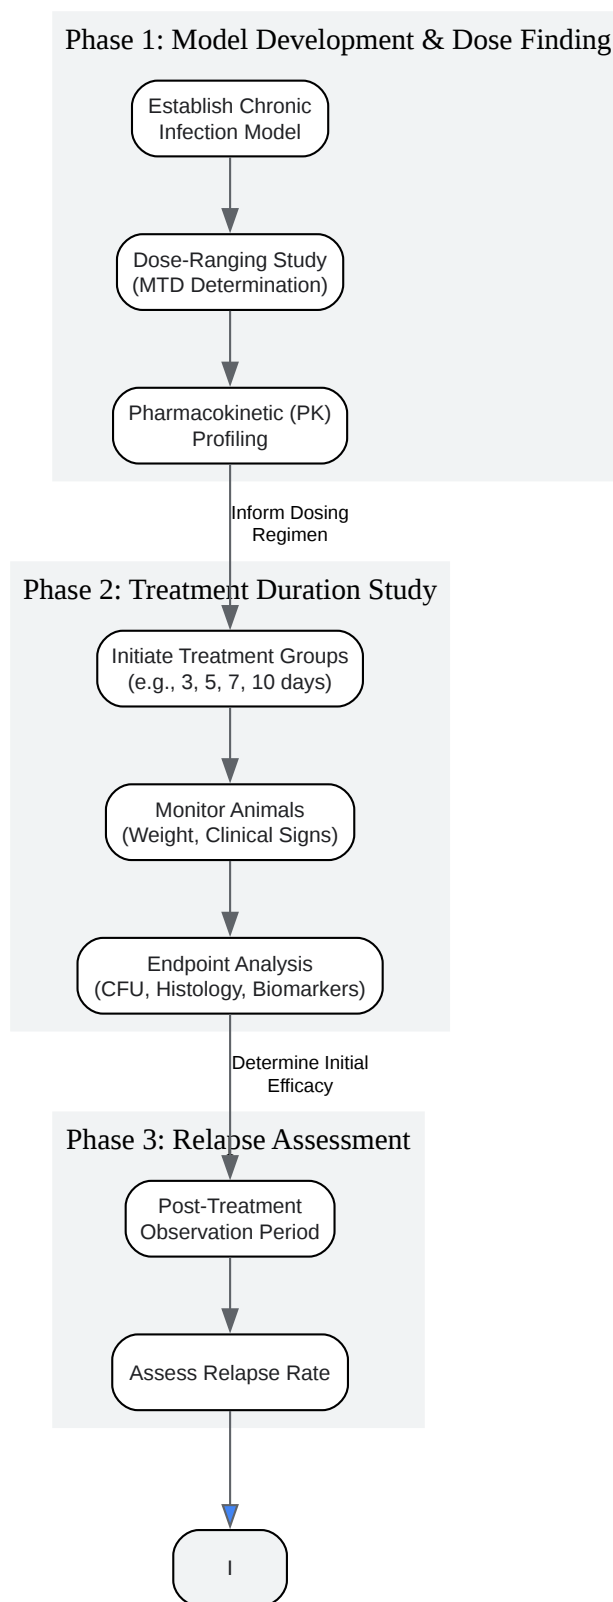 Phase 1: Model Development & Dose Finding
Establish Chronic
Infection Model
Dose-Ranging Study
(MTD Determination)
Pharmacokinetic (PK)
Profiling
Inform Dosing
Regimen
Phase 2: Treatment Duration Study
Initiate Treatment Groups
(e.g., 3, 5, 7, 10 days)
Monitor Animals
(Weight, Clinical Signs)
Endpoint Analysis
(CFU, Histology, Biomarkers)
Determine Initial
Efficacy
Phase 3: Relapse Assessment
Post-Treatment
Observation Period
Assess Relapse Rate
I